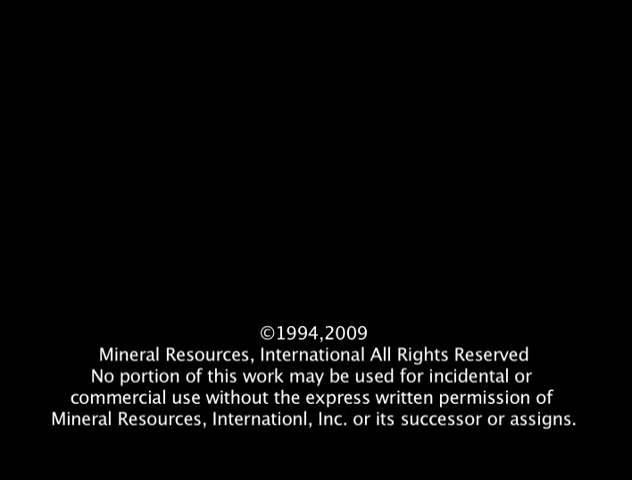 ©1994,2009
Mineral Resources, International All Rights Reserved
No portion of this work may be used for incidental or
commercial use without the express written permission of
Mineral Resources, Internationl, Inc. or its successor or assigns.